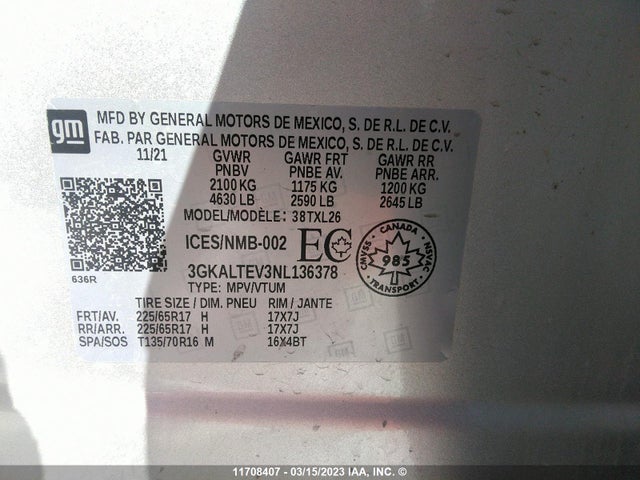 gm
MFD BY GENERAL MOTORS DE MEXICO, S. DE R.L. DE C.V.
FAB. PAR GENERAL MOTORS DE MEXICO, S. DE R.L. DE C.V.
11/21 GVWR GAWR FRT GAWR RR
PNBV PNBE AV. PNBE ARR.
2100 KG 1175 KG 1200 KG
4630 LB 2590 LB 2645 LB
MODEL/MODÈLE: 38TXL26
ICES/NMB-002 EC CANADA
985
CMVSS NSVAC
3GKALTEV3NL136378
636R
TYPE: MPV/VTUM
TIRE SIZE / DIM. PNEU RIM / JANTE
FRT/AV. 225/65R17 H 17X7J
RR/ARR. 225/65R17 H 17X7J
SPA/SOS T135/70R16 M 16X4BT
11708407 - 03/15/2023 - IAA, INC. ©